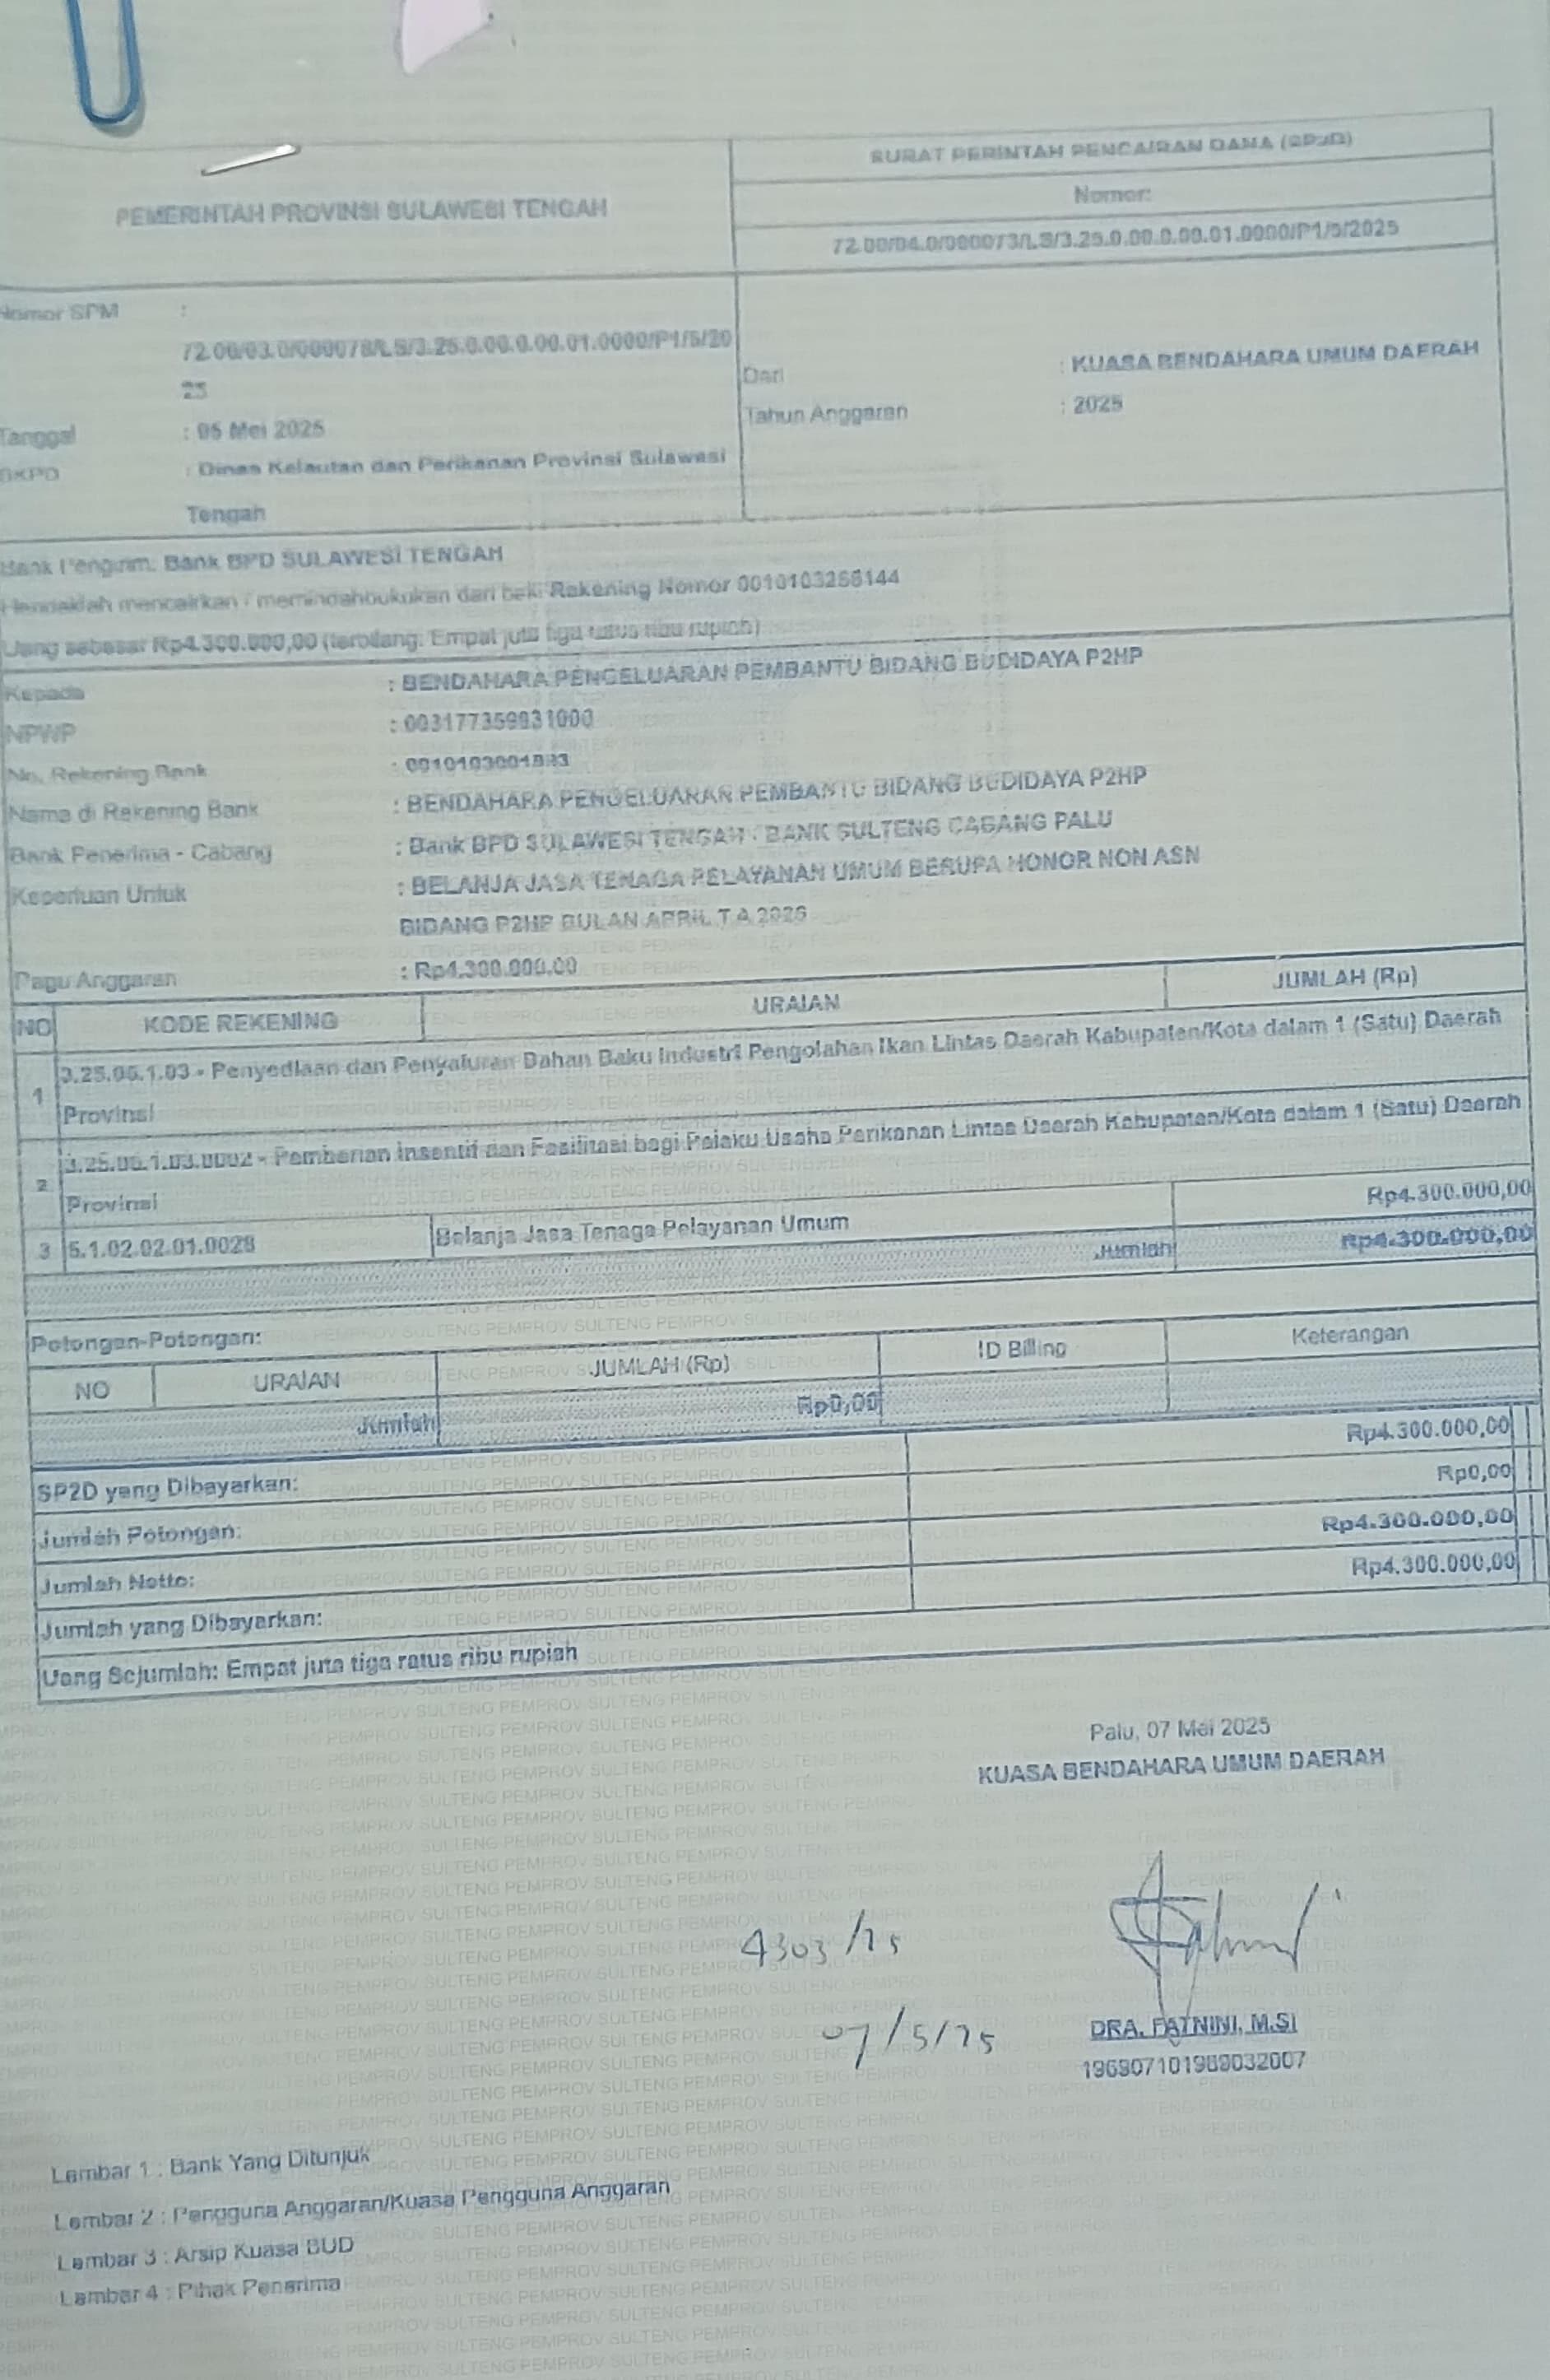 SURAT PERINTAH PENCAIRAN DANA (SP2D)
PEMERINTAH PROVINSI SULAWESI TENGAH
Nomor:
72.00/04.0/000073/LS/3.25.0.00.0.00.01.0000/P1/5/2025
Nomor SPM :
72.00/03.0/000078/LS/3.25.0.00.0.00.01.0000/P1/5/20
25
Tanggal : 05 Mei 2025
SKPD : Dinas Kelautan dan Perikanan Provinsi Sulawesi
Tengah
Dari : KUASA BENDAHARA UMUM DAERAH
Tahun Anggaran : 2025
Bank Pengirim. Bank BPD SULAWESI TENGAH
Hendaklah mencairkan / memindahbukukan dari Rekening Nomor
Uang sebesar Rp4.300.000,00 (terbilang: Empat juta tiga ratus ribu rupiah)
Kepada : BENDAHARA PENGELUARAN PEMBANTU BIDANG BUDIDAYA P2HP
NPWP :
No. Rekening Bank :
Nama di Rekening Bank : BENDAHARA PENGELUARAN PEMBANTU BIDANG BUDIDAYA P2HP
Bank Penerima - Cabang : Bank BPD SULAWESI TENGAH - BANK SULTENG CABANG PALU
Keperluan Untuk : BELANJA JASA TENAGA PELAYANAN UMUM BERUPA HONOR NON ASN
BIDANG P2HP BULAN APRIL T.A 2025
Pagu Anggaran : Rp4.300.000,00
NO KODE REKENING URAIAN JUMLAH (Rp)
1 3.25.06.1.03 - Penyediaan dan Penyaluran Bahan Baku Industri Pengolahan Ikan Lintas Daerah Kabupaten/Kota dalam 1 (Satu) Daerah
Provinsi
2 3.25.06.1.03.0002 - Pemberian Insentif dan Fasilitasi bagi Pelaku Usaha Perikanan Lintas Daerah Kabupaten/Kota dalam 1 (Satu) Daerah
Provinsi
3 5.1.02.02.01.0028 Belanja Jasa Tenaga Pelayanan Umum Rp4.300.000,00
Jumlah Rp4.300.000,00
Potongan-Potongan:
NO URAIAN JUMLAH (Rp) ID Billing Keterangan
Jumlah Rp0,00
SP2D yang Dibayarkan: Rp4.300.000,00
Jumlah Potongan: Rp0,00
Jumlah Netto: Rp4.300.000,00
Jumlah yang Dibayarkan: Rp4.300.000,00
Uang Sejumlah: Empat juta tiga ratus ribu rupiah
Palu, 07 Mei 2025
KUASA BENDAHARA UMUM DAERAH
4303/25
07/5/25
DRA. FATNINI, M.SI
196907101989032007
Lembar 1 : Bank Yang Ditunjuk
Lembar 2 : Pengguna Anggaran/Kuasa Pengguna Anggaran
Lembar 3 : Arsip Kuasa BUD
Lembar 4 : Pihak Penerima